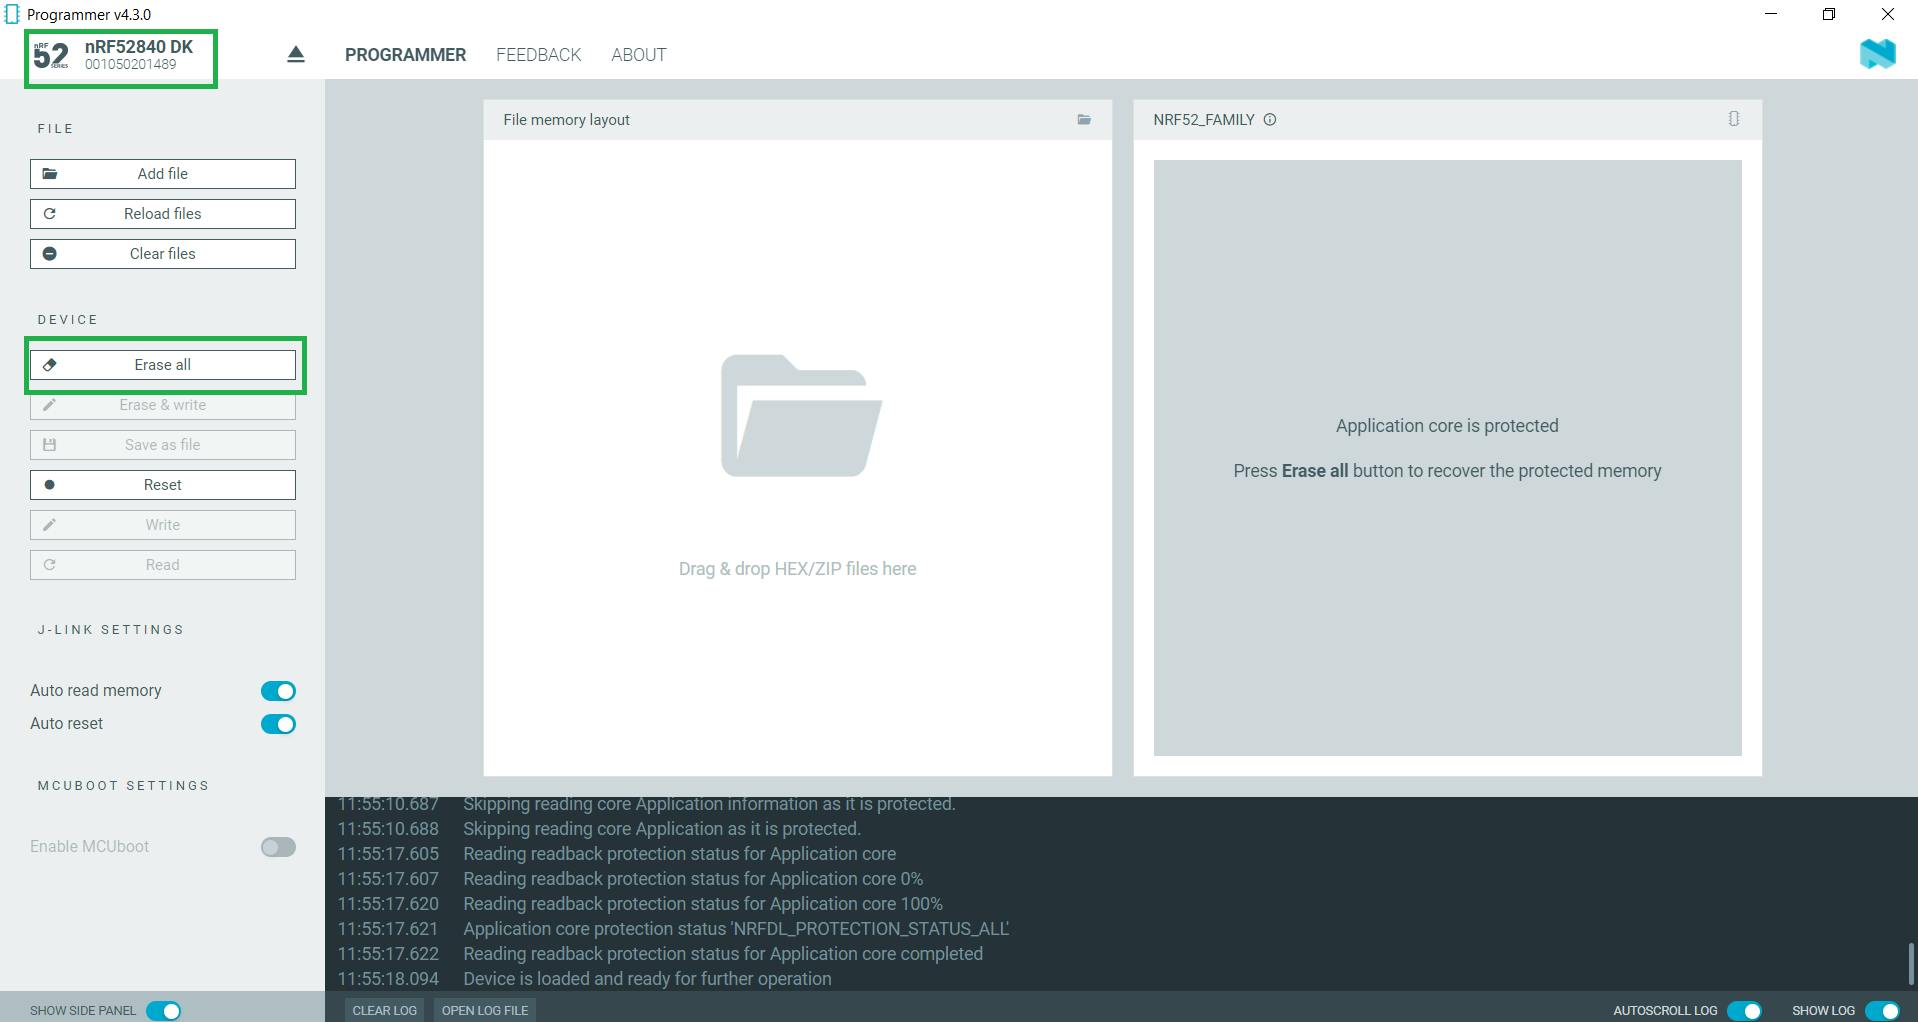 Programmer v4.3.0
nRF
52
SERIES
nRF52840 DK
001050201489
PROGRAMMER
FEEDBACK
ABOUT
FILE
Add file
Reload files
Clear files
DEVICE
Erase all
Erase & write
Save as file
Reset
Write
Read
J-LINK SETTINGS
Auto read memory
Auto reset
MCUBOOT SETTINGS
Enable MCUboot
SHOW SIDE PANEL
File memory layout
Drag & drop HEX/ZIP files here
NRF52_FAMILY
Application core is protected
Press Erase all button to recover the protected memory
11:55:10.687 Skipping reading core Application information as it is protected.
11:55:10.688 Skipping reading core Application as it is protected.
11:55:17.605 Reading readback protection status for Application core
11:55:17.607 Reading readback protection status for Application core 0%
11:55:17.620 Reading readback protection status for Application core 100%
11:55:17.621 Application core protection status 'NRFDL_PROTECTION_STATUS_ALL'
11:55:17.622 Reading readback protection status for Application core completed
11:55:18.094 Device is loaded and ready for further operation
CLEAR LOG
OPEN LOG FILE
AUTOSCROLL LOG
SHOW LOG